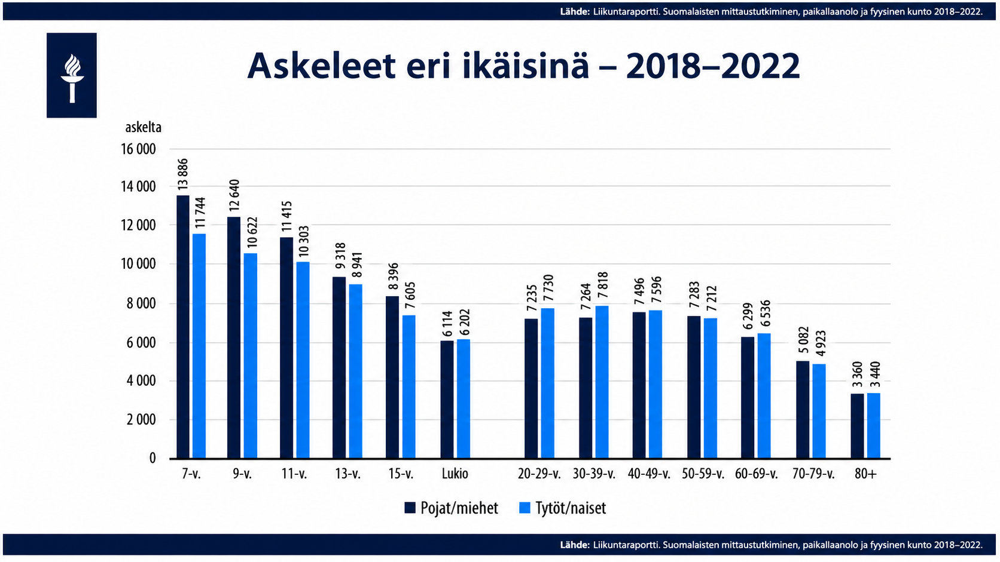 Lähde: Liikuntaraportti. Suomalaisten mittaustutkiminen, paikallaanolo ja fyysinen kunto 2018–2022.
Askeleet eri ikäisinä – 2018–2022
askelta
16 000
14 000
12 000
10 000
8 000
6 000
4 000
2 000
0
13 886
11 744
12 640
10 622
11 415
10 303
9 318
8 941
8 396
7 605
6 114
6 202
7 235
7 730
7 264
7 818
7 496
7 596
7 283
7 212
6 299
6 536
5 082
4 923
3 360
3 440
7-v.
9-v.
11-v.
13-v.
15-v.
Lukio
20-29-v.
30-39-v.
40-49-v.
50-59-v.
60-69-v.
70-79-v.
80+
Pojat/miehet
Tytöt/naiset
Lähde: Liikuntaraportti. Suomalaisten mittaustutkiminen, paikallaanolo ja fyysinen kunto 2018–2022.